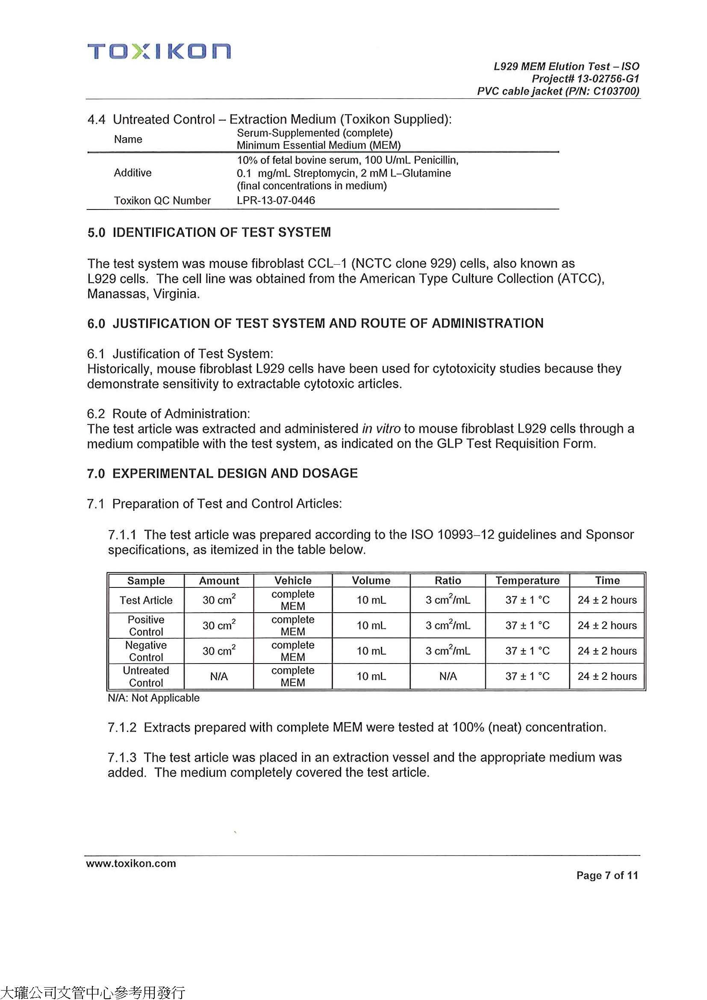 TOXIKON
L929 MEM Elution Test – ISO
Project# 13-02756-G1
PVC cable jacket (P/N: C103700)
4.4 Untreated Control – Extraction Medium (Toxikon Supplied):
Name
Serum-Supplemented (complete)
Minimum Essential Medium (MEM)
Additive
10% of fetal bovine serum, 100 U/mL Penicillin,
0.1 mg/mL Streptomycin, 2 mM L–Glutamine
(final concentrations in medium)
Toxikon QC Number LPR-13-07-0446
5.0 IDENTIFICATION OF TEST SYSTEM
The test system was mouse fibroblast CCL–1 (NCTC clone 929) cells, also known as
L929 cells. The cell line was obtained from the American Type Culture Collection (ATCC),
Manassas, Virginia.
6.0 JUSTIFICATION OF TEST SYSTEM AND ROUTE OF ADMINISTRATION
6.1 Justification of Test System:
Historically, mouse fibroblast L929 cells have been used for cytotoxicity studies because they
demonstrate sensitivity to extractable cytotoxic articles.
6.2 Route of Administration:
The test article was extracted and administered in vitro to mouse fibroblast L929 cells through a
medium compatible with the test system, as indicated on the GLP Test Requisition Form.
7.0 EXPERIMENTAL DESIGN AND DOSAGE
7.1 Preparation of Test and Control Articles:
7.1.1 The test article was prepared according to the ISO 10993–12 guidelines and Sponsor
specifications, as itemized in the table below.
Sample Amount Vehicle Volume Ratio Temperature Time
Test Article 30 cm² complete MEM 10 mL 3 cm²/mL 37 ± 1 °C 24 ± 2 hours
Positive Control 30 cm² complete MEM 10 mL 3 cm²/mL 37 ± 1 °C 24 ± 2 hours
Negative Control 30 cm² complete MEM 10 mL 3 cm²/mL 37 ± 1 °C 24 ± 2 hours
Untreated Control N/A complete MEM 10 mL N/A 37 ± 1 °C 24 ± 2 hours
N/A: Not Applicable
7.1.2 Extracts prepared with complete MEM were tested at 100% (neat) concentration.
7.1.3 The test article was placed in an extraction vessel and the appropriate medium was
added. The medium completely covered the test article.
www.toxikon.com
Page 7 of 11
大瓏公司文管中心參考用發行